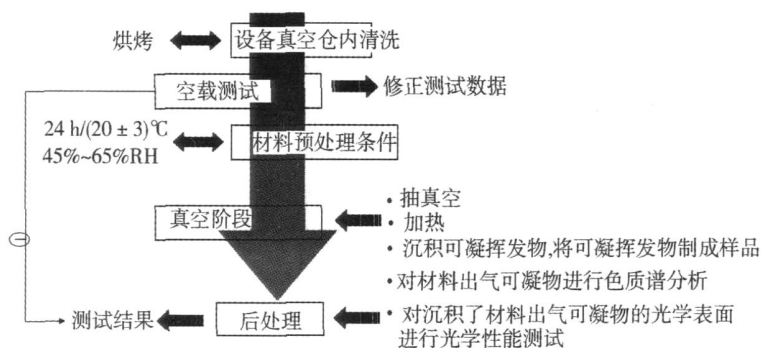 烘烤
设备真空仓内清洗
空载测试
修正测试数据
24 h/(20 ± 3)℃
45%~65%RH
材料预处理条件
真空阶段
· 抽真空
· 加热
· 沉积可凝挥发物,将可凝挥发物制成样品
· 对材料出气可凝物进行色质谱分析
①
测试结果
后处理
· 对沉积了材料出气可凝物的光学表面
进行光学性能测试